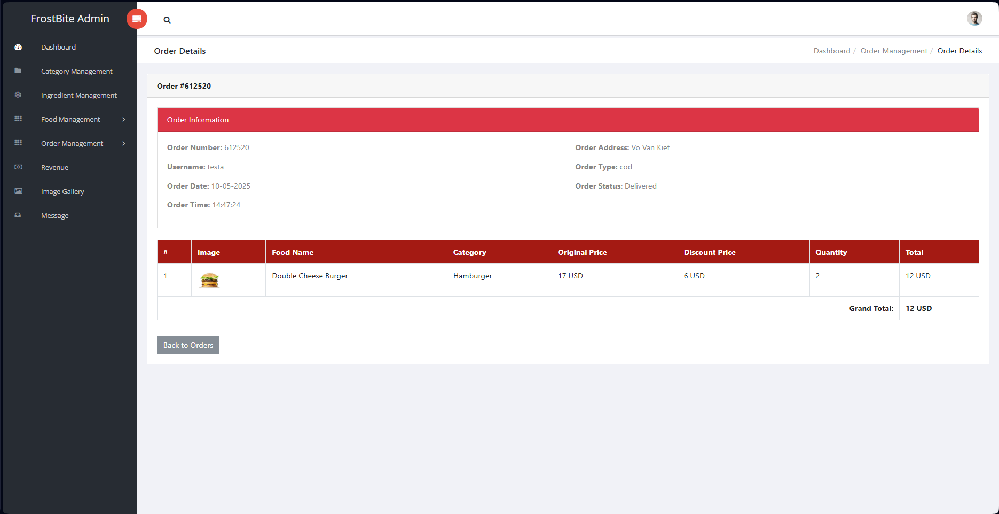 FrostBite Admin
Dashboard
Category Management
Ingredient Management
Food Management
Order Management
Revenue
Image Gallery
Message
Order Details
Dashboard / Order Management / Order Details
Order #612520
Order Information
Order Number: 612520
Username: testa
Order Date: 10-05-2025
Order Time: 14:47:24
Order Address: Vo Van Kiet
Order Type: cod
Order Status: Delivered
# Image Food Name Category Original Price Discount Price Quantity Total
1 Double Cheese Burger Hamburger 17 USD 6 USD 2 12 USD
Grand Total: 12 USD
Back to Orders